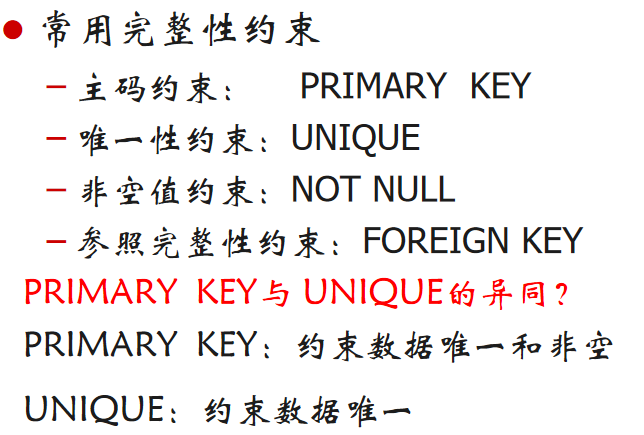 ● 常用完整性约束
– 主码约束： PRIMARY KEY
– 唯一性约束：UNIQUE
– 非空值约束：NOT NULL
– 参照完整性约束：FOREIGN KEY
PRIMARY KEY与 UNIQUE的异同？
PRIMARY KEY：约束数据唯一和非空
UNIQUE：约束数据唯一